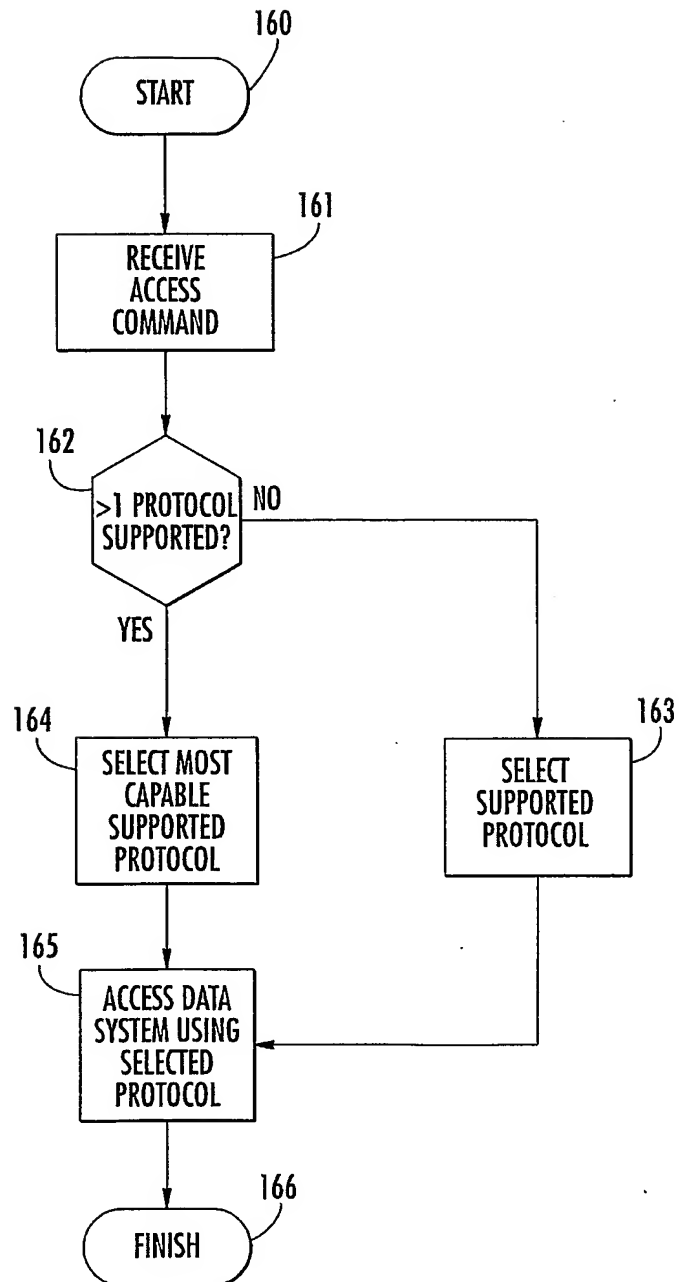 160
START
161
RECEIVE
ACCESS
COMMAND
162
>1 PROTOCOL
SUPPORTED?
NO
YES
164
SELECT MOST
CAPABLE
SUPPORTED
PROTOCOL
163
SELECT
SUPPORTED
PROTOCOL
165
ACCESS DATA
SYSTEM USING
SELECTED
PROTOCOL
166
FINISH